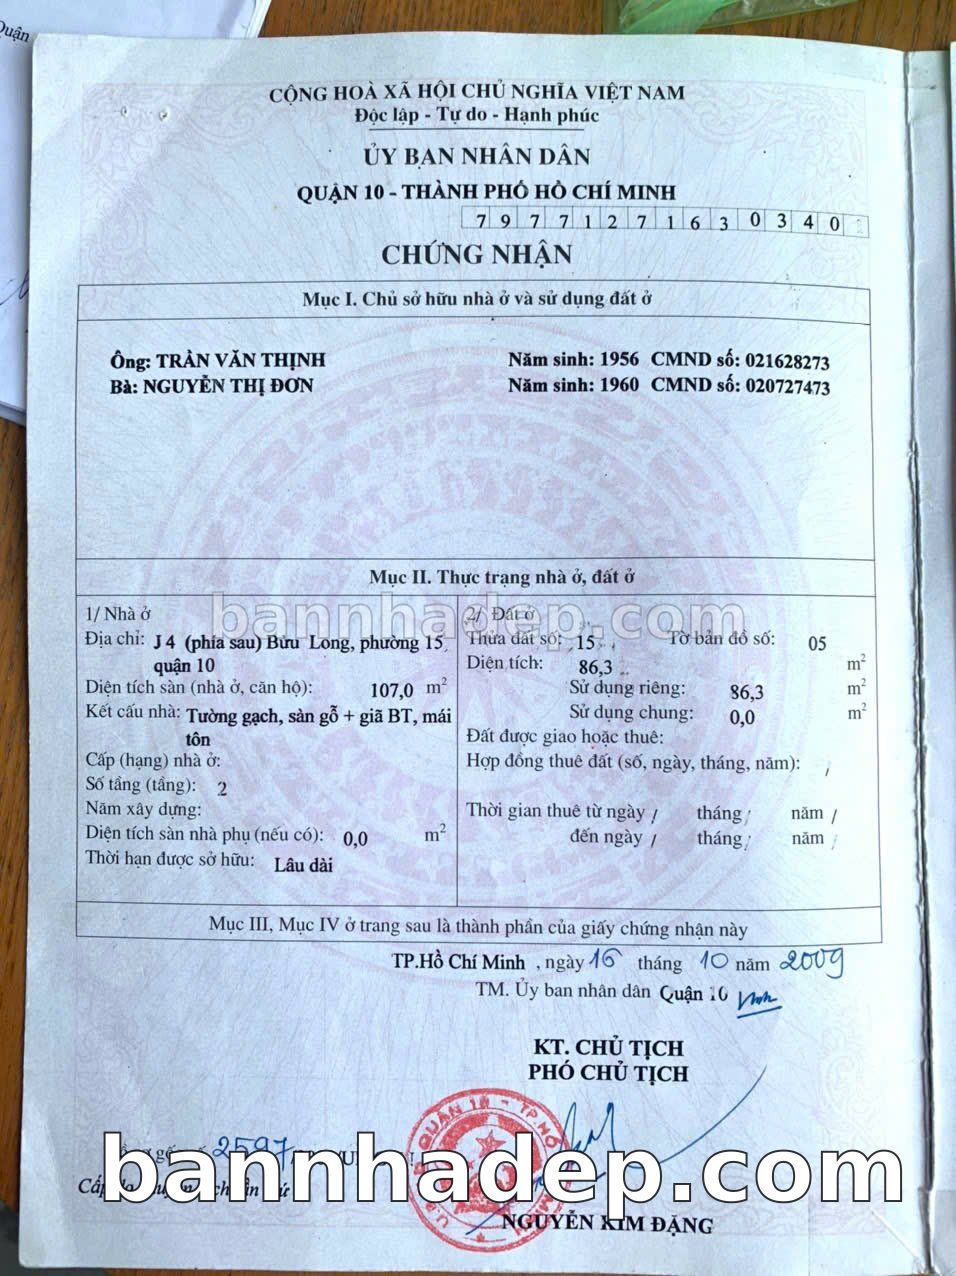 Quận
CỘNG HOÀ XÃ HỘI CHỦ NGHĨA VIỆT NAM
Độc lập - Tự do - Hạnh phúc
ỦY BAN NHÂN DÂN
QUẬN 10 - THÀNH PHỐ HỒ CHÍ MINH
7 9 7 7 1 2 7 1 6 3 0 3 4 0
CHỨNG NHẬN
Mục I. Chủ sở hữu nhà ở và sử dụng đất ở
Ông: TRẦN VĂN THỊNH Năm sinh: 1956 CMND số: 021628273
Bà: NGUYỄN THỊ ĐƠN Năm sinh: 1960 CMND số: 020727473
Mục II. Thực trạng nhà ở, đất ở
bannhadep.com
1/ Nhà ở
Địa chỉ: J 4 (phía sau) Bửu Long, phường 15
quận 10
Diện tích sàn (nhà ở, căn hộ): 107,0 m²
Kết cấu nhà: Tường gạch, sàn gỗ + giã BT, mái
tôn
Cấp (hạng) nhà ở:
Số tầng (tầng): 2
Năm xây dựng:
Diện tích sàn nhà phụ (nếu có): 0,0 m²
Thời hạn được sở hữu: Lâu dài
2/ Đất ở
Thửa đất số: 15 Tờ bản đồ số: 05
Diện tích: 86,3 m²
Sử dụng riêng: 86,3 m²
Sử dụng chung: 0,0 m²
Đất được giao hoặc thuê:
Hợp đồng thuê đất (số, ngày, tháng, năm): /
Thời gian thuê từ ngày / tháng / năm /
đến ngày / tháng / năm /
Mục III, Mục IV ở trang sau là thành phần của giấy chứng nhận này
TP.Hồ Chí Minh , ngày 16 tháng 10 năm 2009
TM. Ủy ban nhân dân Quận 10
KT. CHỦ TỊCH
PHÓ CHỦ TỊCH
QUẬN 10 - TP.HỒ
2597
bannhadep.com
NGUYỄN KIM ĐẶNG